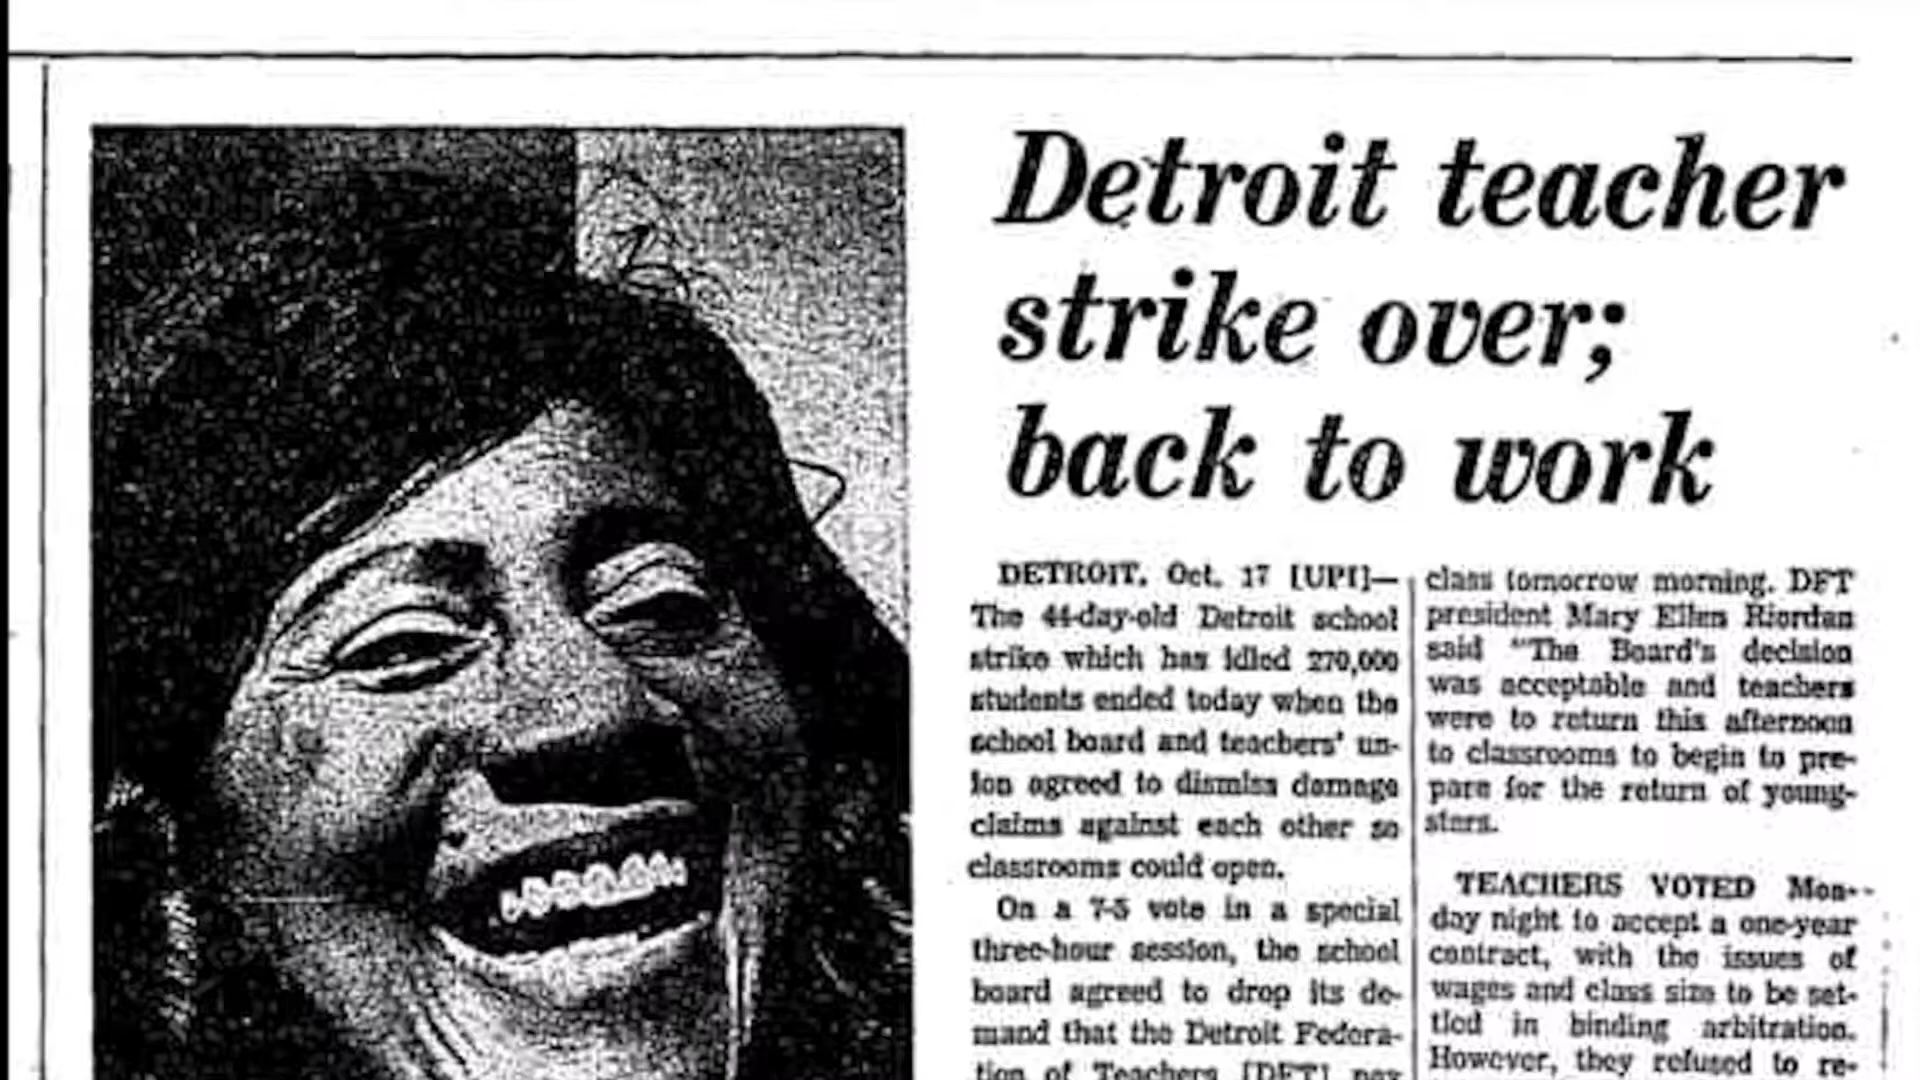 Detroit teacher
strike over;
back to work
DETROIT, Oct. 17 [UPI]—
The 44-day-old Detroit school
strike which has idled 270,000
students ended today when the
school board and teachers' un-
ion agreed to dismiss damage
claims against each other so
classrooms could open.
On a 7-5 vote in a special
three-hour session, the school
board agreed to drop its de-
mand that the Detroit Federa-
tion of Teachers [DFT] pay
class tomorrow morning. DFT
president Mary Ellen Riordan
said "The Board's decision
was acceptable and teachers
were to return this afternoon
to classrooms to begin to pre-
pare for the return of young-
sters.
TEACHERS VOTED Mon-
day night to accept a one-year
contract, with the issues of
wages and class size to be set-
tled in binding arbitration.
However, they refused to re-